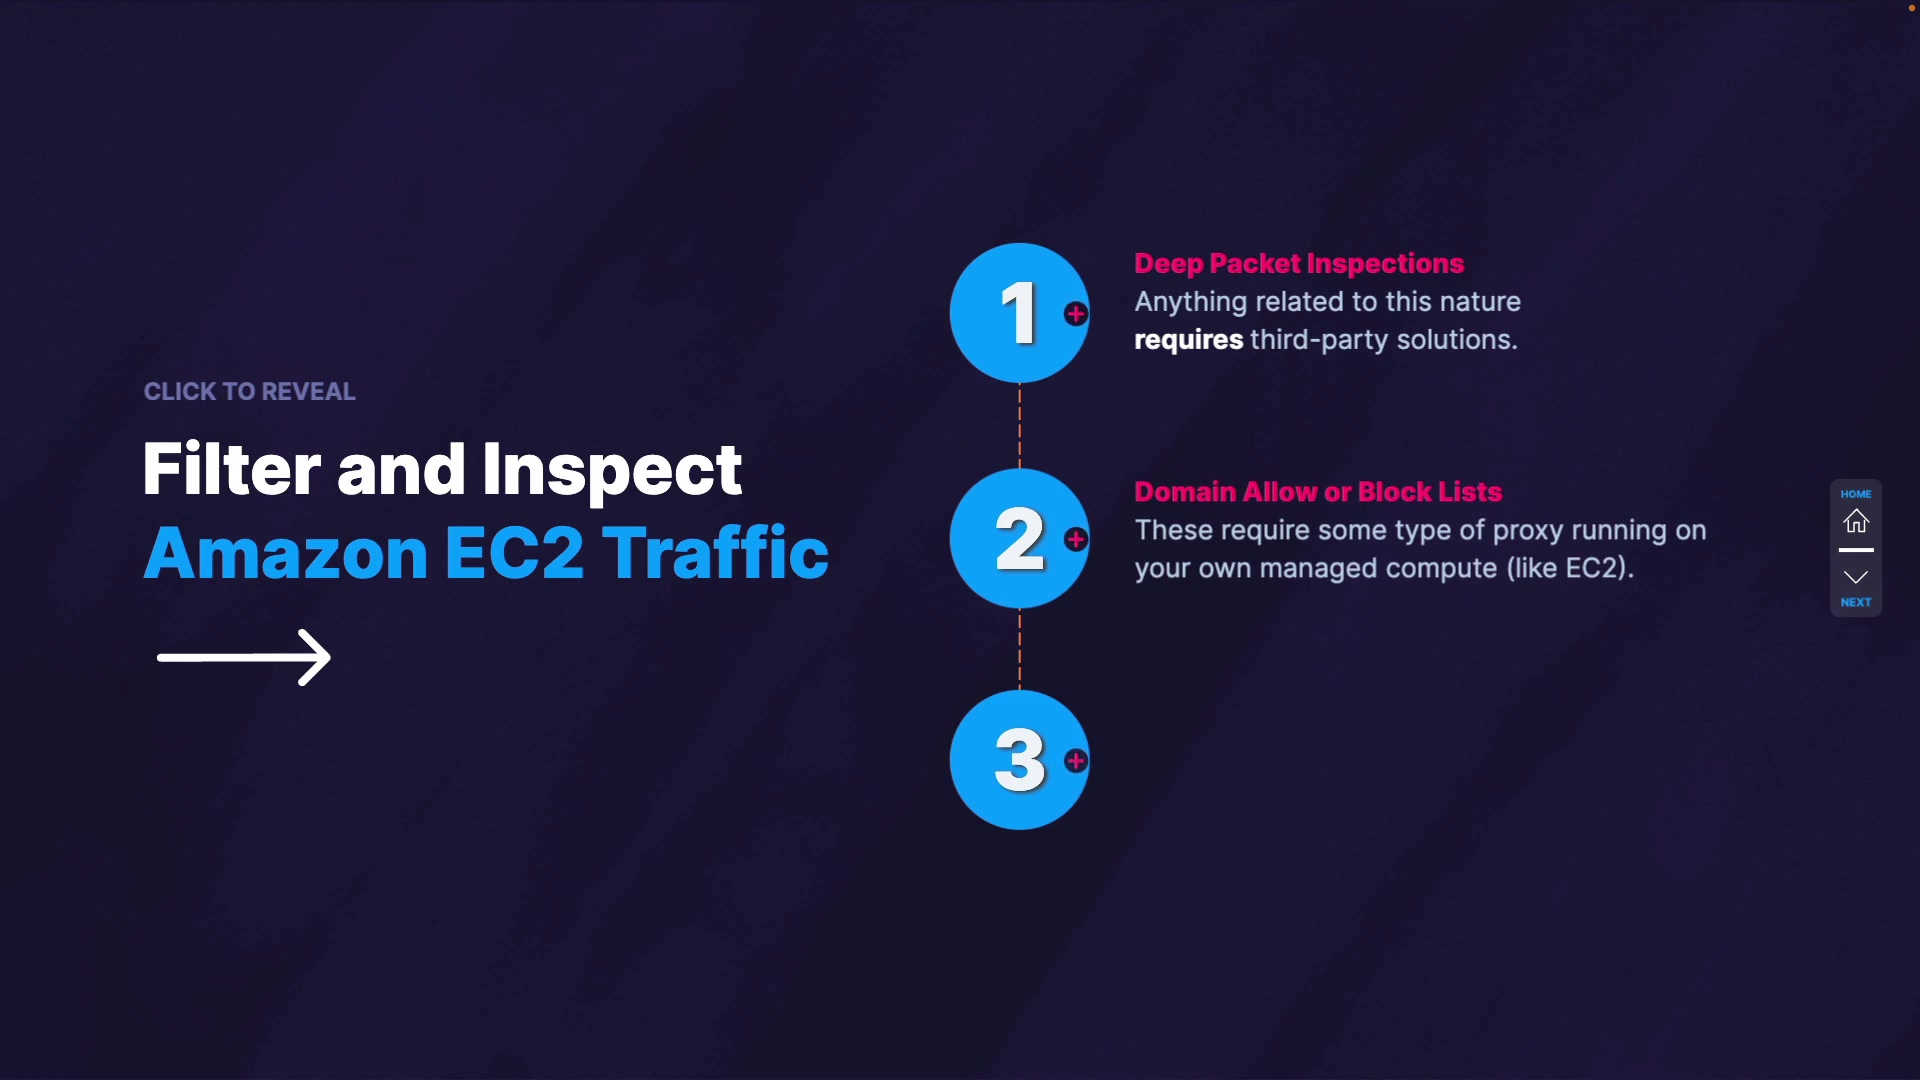 CLICK TO REVEAL
Filter and Inspect
Amazon EC2 Traffic
1
Deep Packet Inspections
Anything related to this nature
requires third-party solutions.
2
Domain Allow or Block Lists
These require some type of proxy running on
your own managed compute (like EC2).
3
HOME
NEXT